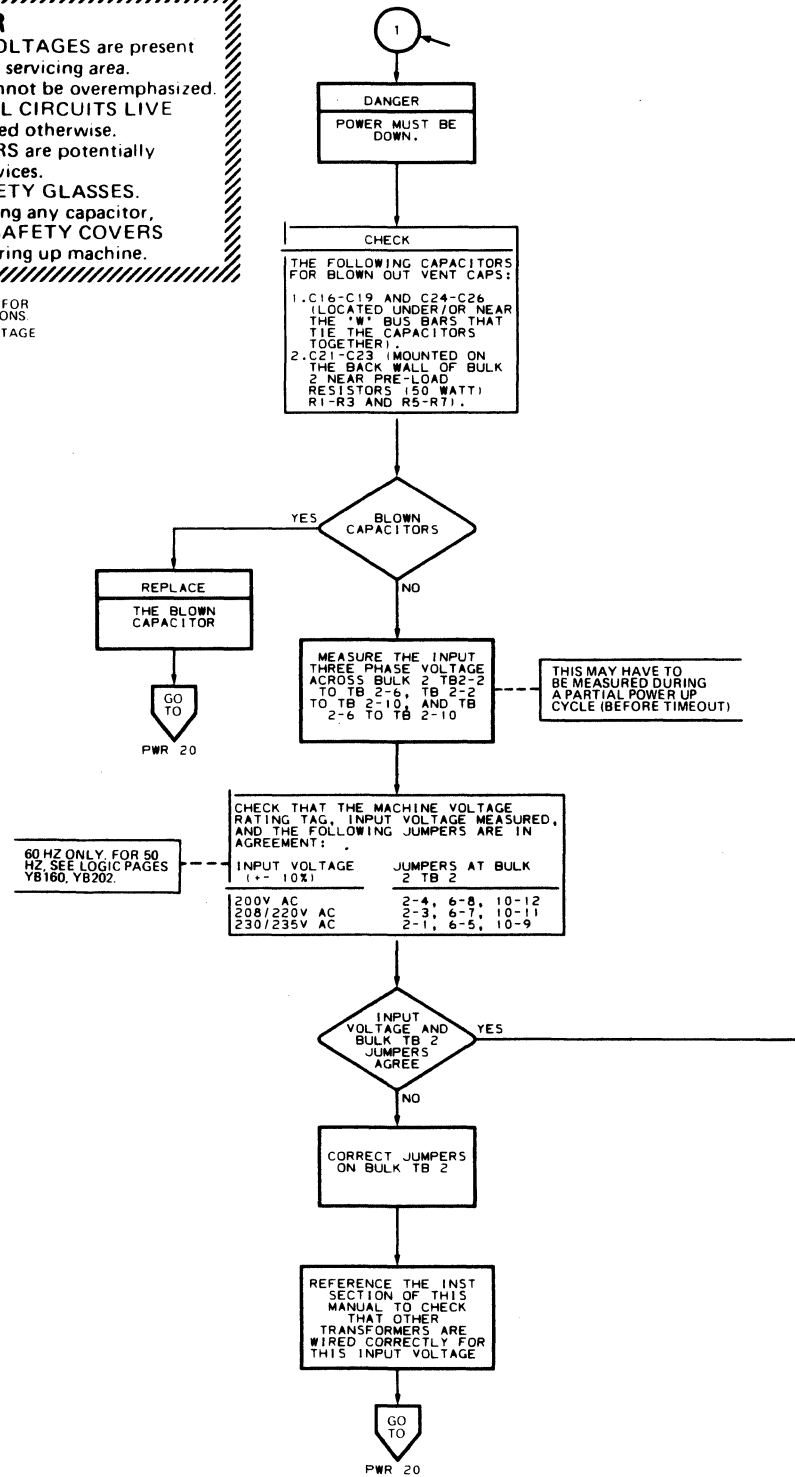 OLTAGES are present
servicing area.
nnot be overemphasized.
L CIRCUITS LIVE
ed otherwise.
RS are potentially
vices.
ETY GLASSES.
ng any capacitor,
AFETY COVERS
ring up machine.
FOR
ONS.
TAGE
1
DANGER
POWER MUST BE
DOWN.
CHECK
THE FOLLOWING CAPACITORS
FOR BLOWN OUT VENT CAPS:
1.C16-C19 AND C24-C26
(LOCATED UNDER/OR NEAR
THE "W" BUS BARS THAT
TIE THE CAPACITORS
TOGETHER).
2.C21-C23 (MOUNTED ON
THE BACK WALL OF BULK
2 NEAR PRE-LOAD
RESISTORS (50 WATT)
R1-R3 AND R5-R7).
BLOWN
CAPACITORS
YES
NO
REPLACE
THE BLOWN
CAPACITOR
GO
TO
PWR 20
MEASURE THE INPUT
THREE PHASE VOLTAGE
ACROSS BULK 2 TB2-2
TO TB 2-6, TB 2-2
TO TB 2-10, AND TB
2-6 TO TB 2-10
THIS MAY HAVE TO
BE MEASURED DURING
A PARTIAL POWER UP
CYCLE (BEFORE TIMEOUT)
CHECK THAT THE MACHINE VOLTAGE
RATING TAG, INPUT VOLTAGE MEASURED,
AND THE FOLLOWING JUMPERS ARE IN
AGREEMENT:
INPUT VOLTAGE JUMPERS AT BULK
(+- 10%) 2 TB 2
200V AC 2-4, 6-8, 10-12
208/220V AC 2-3, 6-7, 10-11
230/235V AC 2-1, 6-5, 10-9
60 HZ ONLY. FOR 50
HZ, SEE LOGIC PAGES
YB160, YB202.
INPUT
VOLTAGE AND
BULK TB 2
JUMPERS
AGREE
YES
NO
CORRECT JUMPERS
ON BULK TB 2
REFERENCE THE INST
SECTION OF THIS
MANUAL TO CHECK
THAT OTHER
TRANSFORMERS ARE
WIRED CORRECTLY FOR
THIS INPUT VOLTAGE
GO
TO
PWR 20